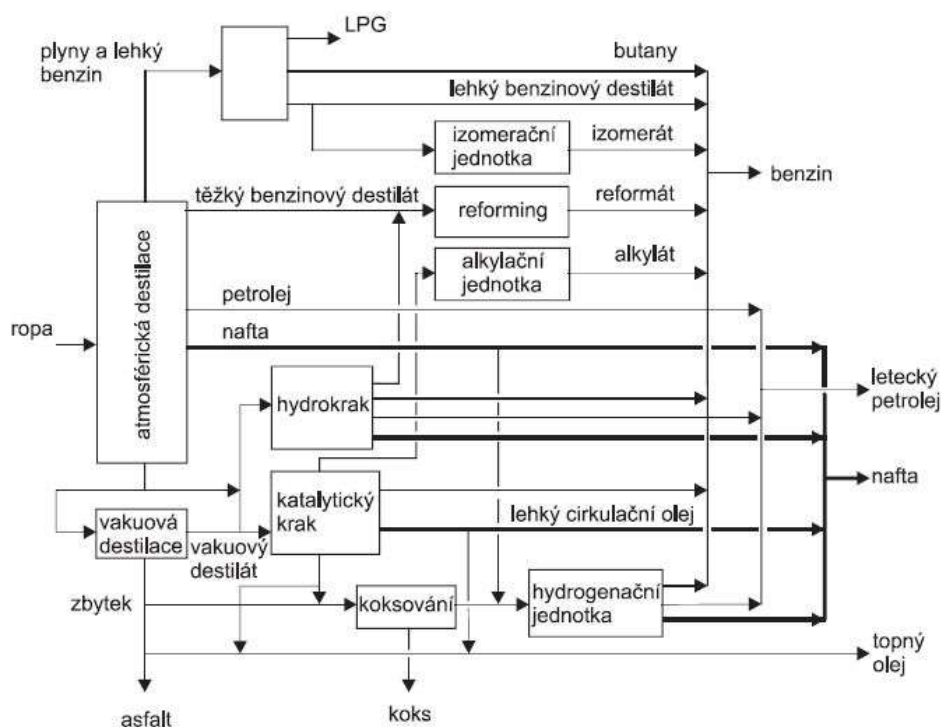 LPG
plyny a lehký
benzin
butany
lehký benzinový destilát
izomerační
jednotka
izomerát
benzin
těžký benzinový destilát
reforming
reformát
alkylační
jednotka
alkylát
atmosférická destilace
petrolej
ropa
nafta
letecký
petrolej
hydrokrak
nafta
katalytický
krak
lehký cirkulační olej
vakuová
destilace
vakuový
destilát
zbytek
koksování
hydrogenační
jednotka
topný
olej
asfalt
koks